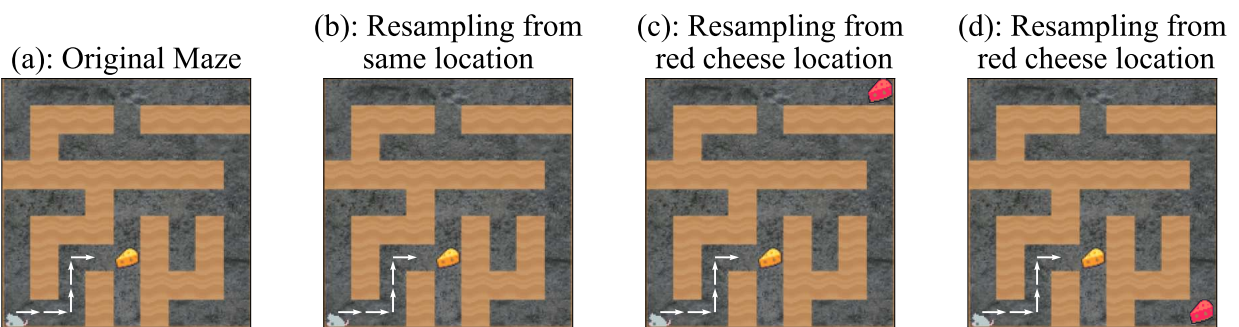 (a): Original Maze
(b): Resampling from
same location
(c): Resampling from
red cheese location
(d): Resampling from
red cheese location